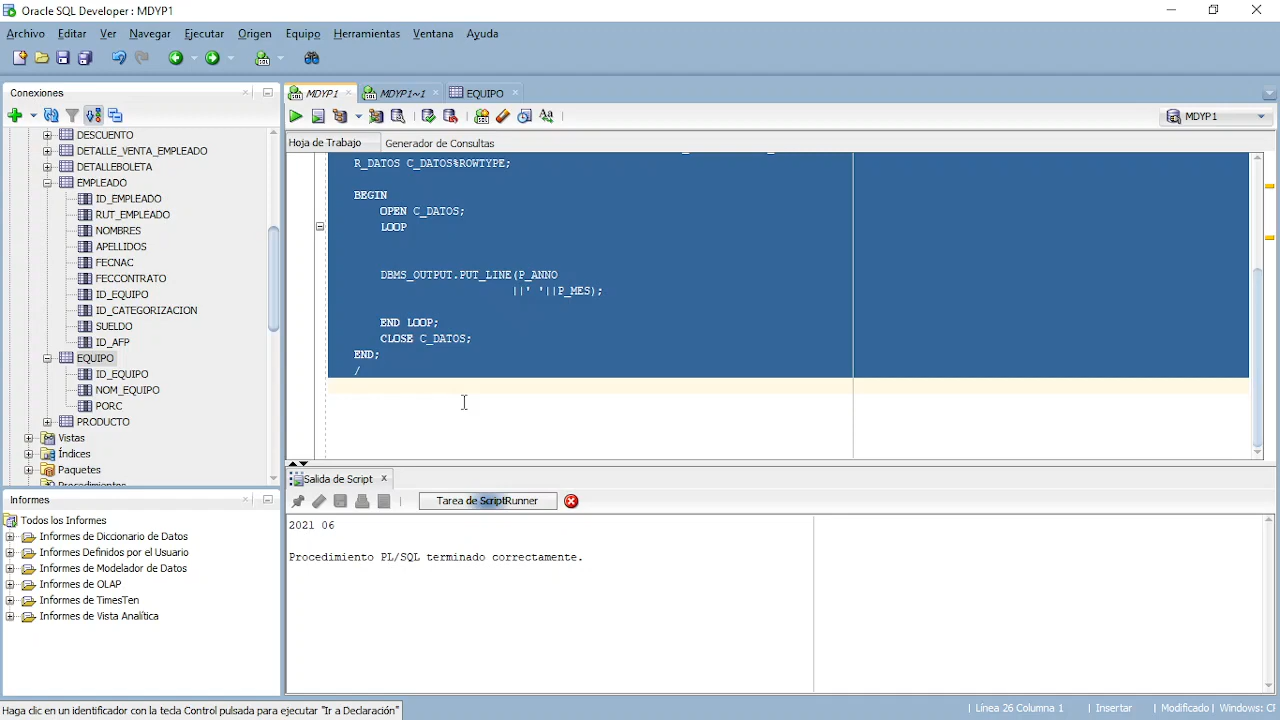 Oracle SQL Developer: MDYP1
Archivo Editar Ver Navegar Ejecutar Origen Equipo Herramientas Ventana Ayuda
Conexiones
DESCUENTO
DETALLE_VENTA_EMPLEADO
DETALLEBOLETA
EMPLEADO
ID_EMPLEADO
RUT_EMPLEADO
NOMBRES
APELLIDOS
FECNAC
FECCONTRATO
ID_EQUIPO
ID_CATEGORIZACION
SUELDO
ID_AFP
EQUIPO
ID_EQUIPO
NOM_EQUIPO
PORC
PRODUCTO
Vistas
Índices
Paquetes
Informes
Todos los Informes
Informes de Diccionario de Datos
Informes Definidos por el Usuario
Informes de Modelador de Datos
Informes de OLAP
Informes de TimesTen
Informes de Vista Analítica
MDYP1 MDYP1~1 EQUIPO
MDYP1
Hoja de Trabajo Generador de Consultas
R_DATOS C_DATOS%ROWTYPE;
BEGIN
OPEN C_DATOS;
LOOP
DBMS_OUTPUT.PUT_LINE(P_ANNO
||' '||P_MES);
END LOOP;
CLOSE C_DATOS;
END;
/
Salida de Script
Tarea de ScriptRunner
2021 06
Procedimiento PL/SQL terminado correctamente.
Haga clic en un identificador con la tecla Control pulsada para ejecutar "Ir a Declaración"
Línea 26 Columna 1 Insertar Modificado Windows: CF